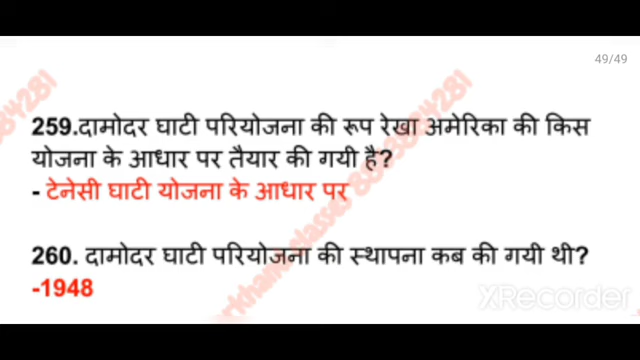 49/49
259.दामोदर घाटी परियोजना की रूप रेखा अमेरिका की किस
योजना के आधार पर तैयार की गयी है?
- टेनेसी घाटी योजना के आधार पर
260. दामोदर घाटी परियोजना की स्थापना कब की गयी थी?
-1948
XRecorder